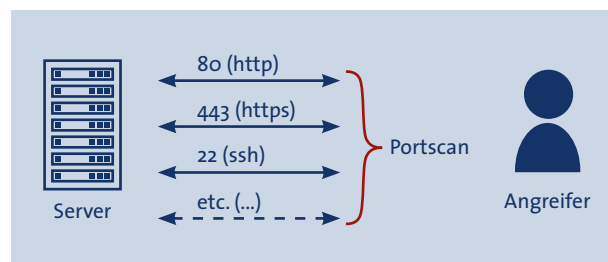 80 (http)
443 (https)
22 (ssh)
etc. (...)
Portscan
Server
Angreifer